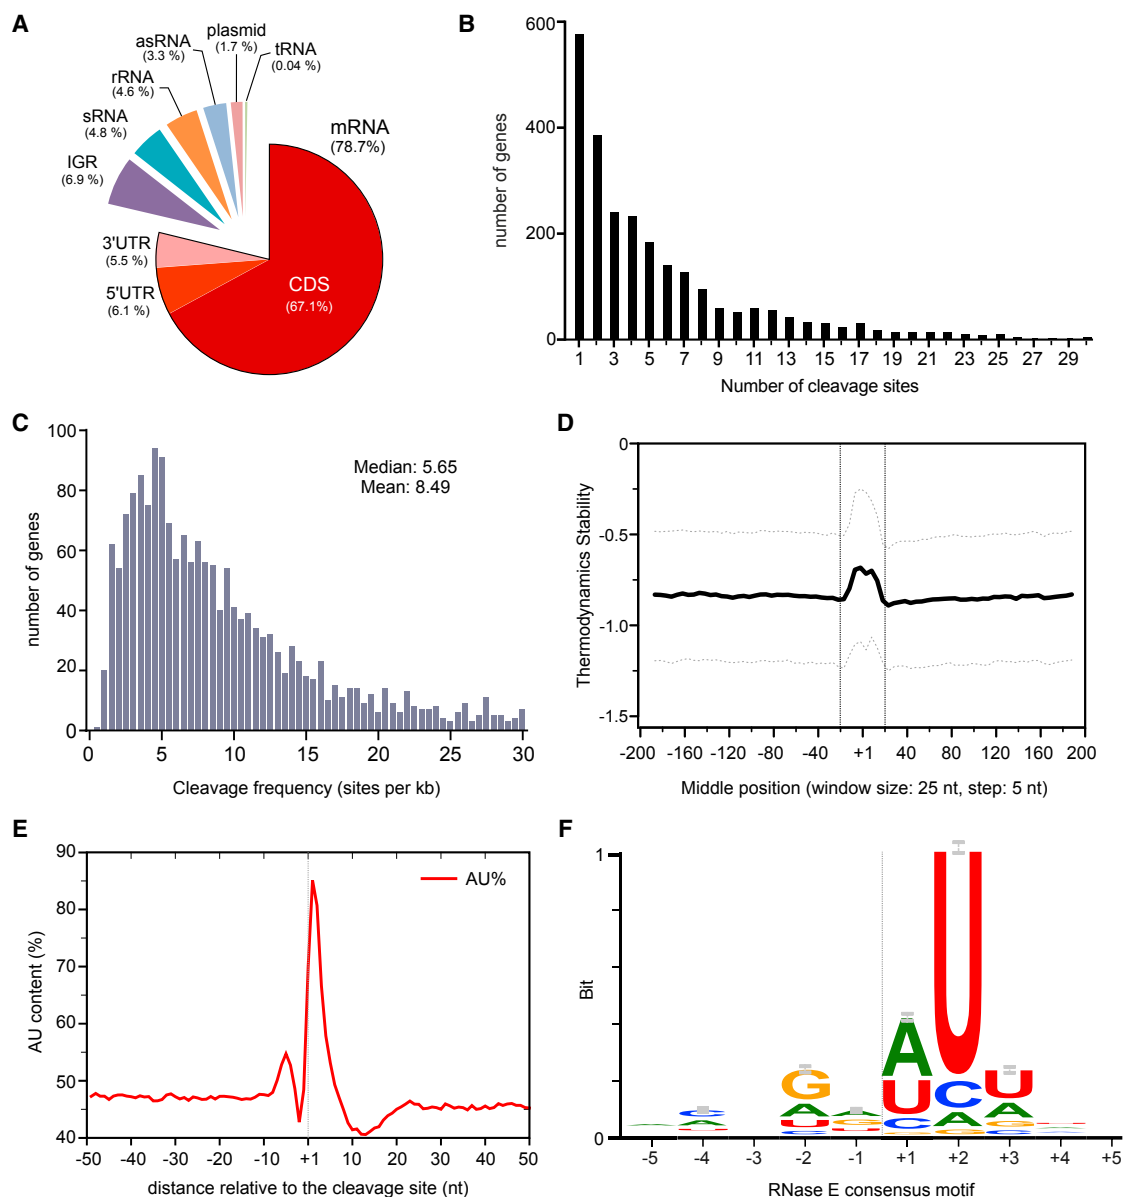 A
plasmid
(1.7 %)
asRNA
(3.3 %)
tRNA
(0.04 %)
rRNA
(4.6 %)
sRNA
(4.8 %)
IGR
(6.9 %)
mRNA
(78.7%)
3'UTR
(5.5 %)
5'UTR
(6.1 %)
CDS
(67.1%)
B
600
400
200
0
number of genes
1 3 5 7 9 11 13 15 17 19 21 23 25 27 29
Number of cleavage sites
C
100
80
60
40
20
0
number of genes
Median: 5.65
Mean: 8.49
0 5 10 15 20 25 30
Cleavage frequency (sites per kb)
D
0
-0.5
-1.0
-1.5
Thermodynamics Stability
-200 -160 -120 -80 -40 +1 40 80 120 160 200
Middle position (window size: 25 nt, step: 5 nt)
E
90
80
70
60
50
40
AU content (%)
AU%
-50 -40 -30 -20 -10 +1 10 20 30 40 50
distance relative to the cleavage site (nt)
F
1
0
Bit
G A U C
A G U
A U C G
U C A G
U A G C
-5 -4 -3 -2 -1 +1 +2 +3 +4 +5
RNase E consensus motif